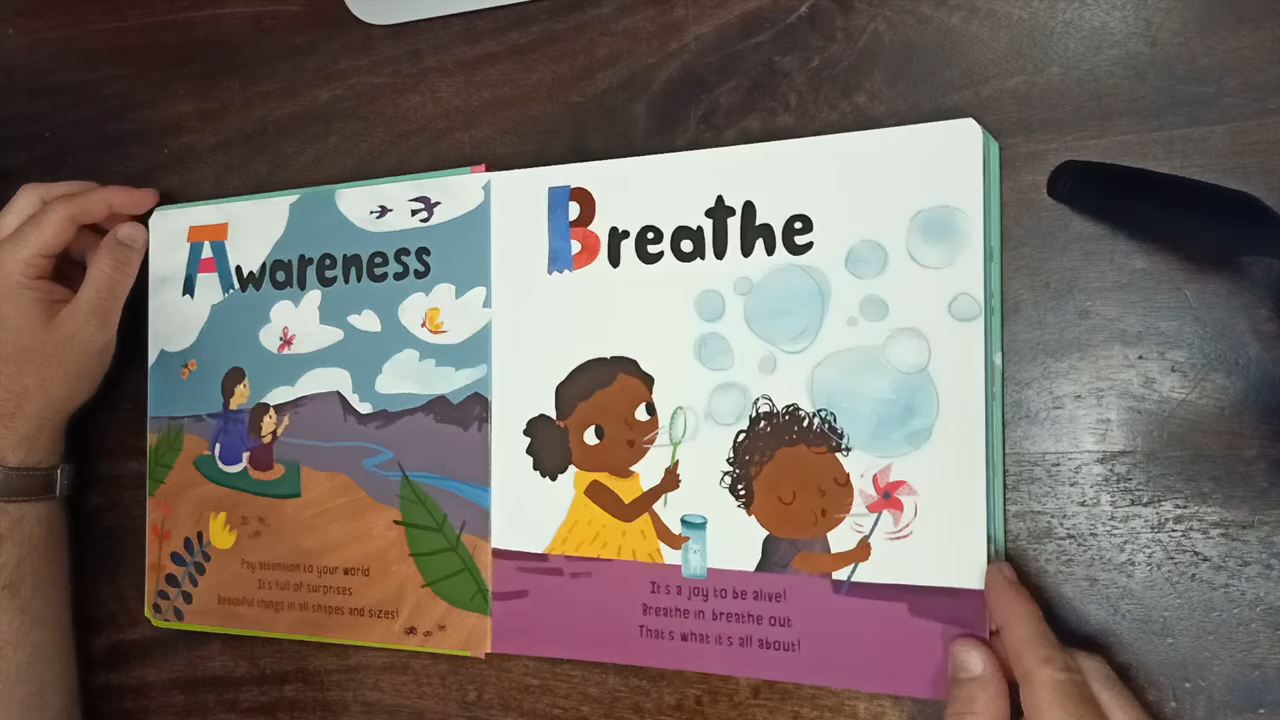 Awareness
Pay attention to your world
It's full of surprises
Beautiful things in all shapes and sizes!
Breathe
It's a joy to be alive!
Breathe in breathe out
That's what it's all about!